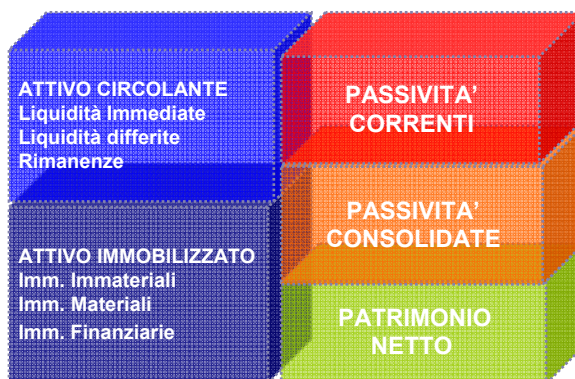 ATTIVO CIRCOLANTE
Liquidità Immediate
Liquidità differite
Rimanenze
ATTIVO IMMOBILIZZATO
Imm. Immateriali
Imm. Materiali
Imm. Finanziarie
PASSIVITA’
CORRENTI
PASSIVITA’
CONSOLIDATE
PATRIMONIO
NETTO